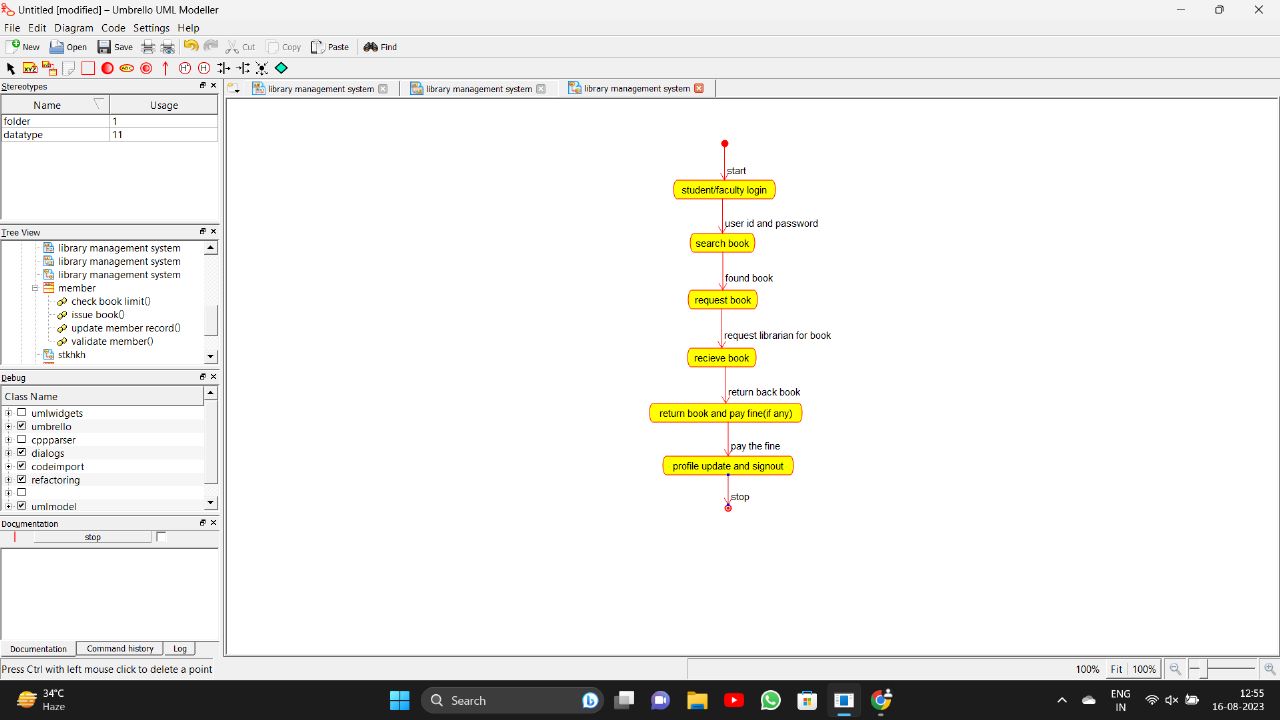 Untitled [modified] – Umbrello UML Modeller
File Edit Diagram Code Settings Help
New Open Save Cut Copy Paste Find
Stereotypes
Name Usage
folder 1
datatype 11
Tree View
library management system
library management system
library management system
member
check book limit()
issue book()
update member record()
validate member()
stkhkh
Debug
Class Name
umlwidgets
umbrello
cppparser
dialogs
codeimport
refactoring
umlmodel
Documentation
stop
Documentation Command history Log
library management system library management system library management system
start
student/faculty login
user id and password
search book
found book
request book
request librarian for book
recieve book
return back book
return book and pay fine(if any)
pay the fine
profile update and signout
stop
Press Ctrl with left mouse click to delete a point
100% Fit 100%
34°C
Haze
Search
ENG
IN
12:55
16-08-2023